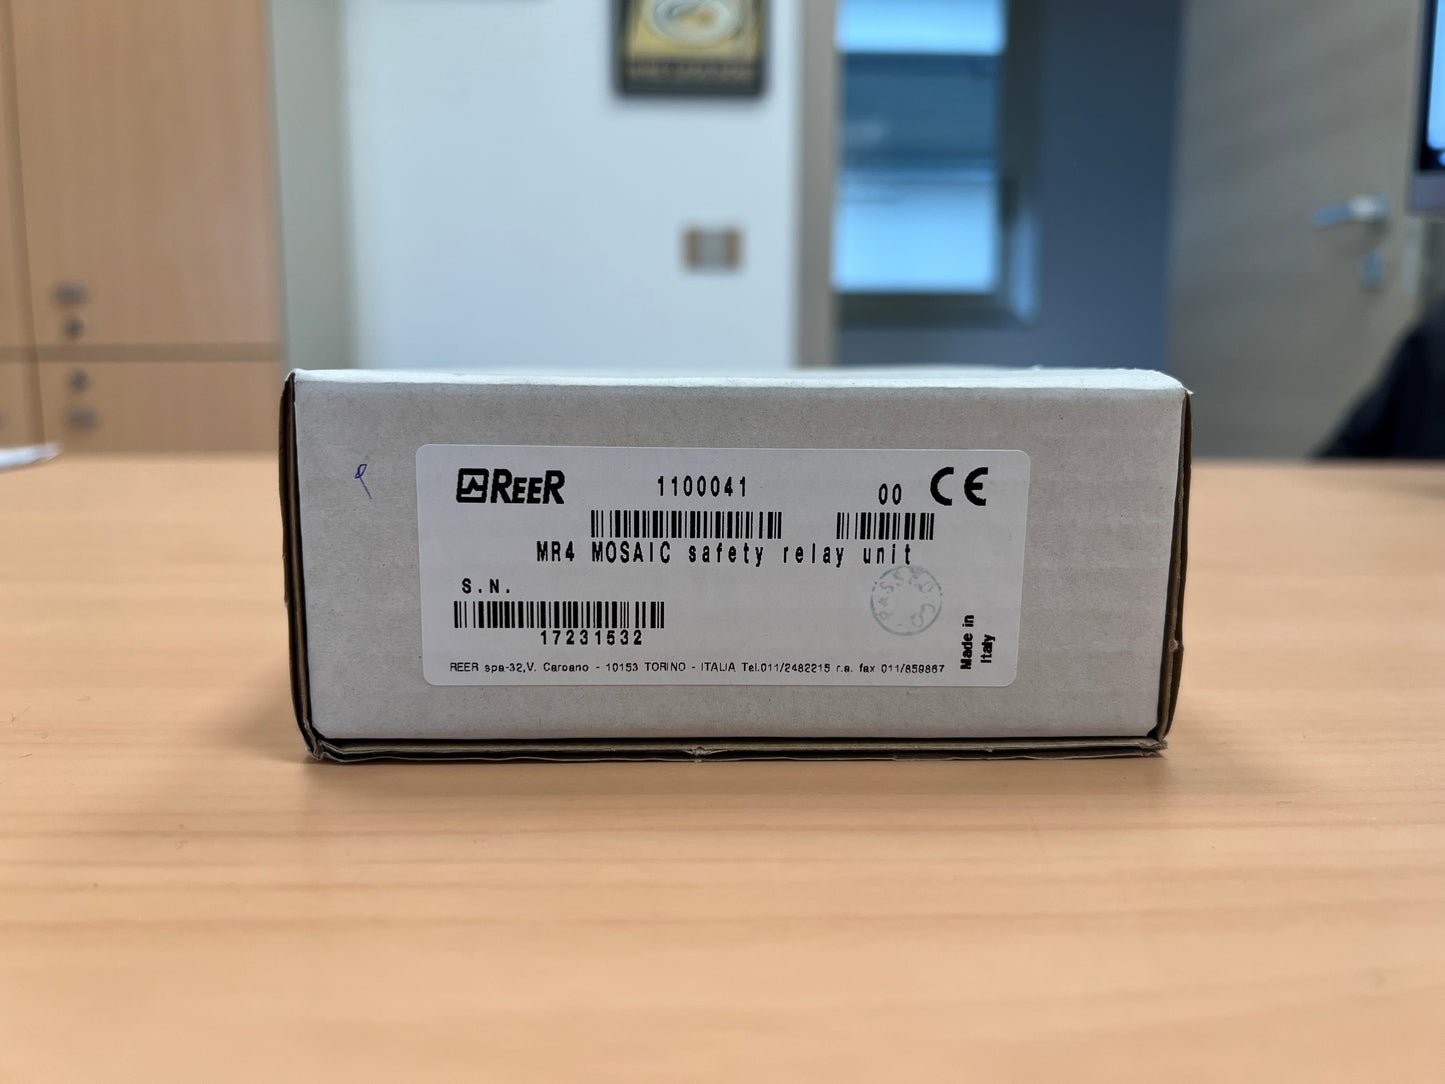 REER 1100041 00 CE
MR4 MOSAIC safety relay unit
S.N.
17231532
REER spa-32,V. Carcano - 10153 TORINO - ITALIA Tel.011/2482215 r.a. fax 011/859867
Made in
Italy